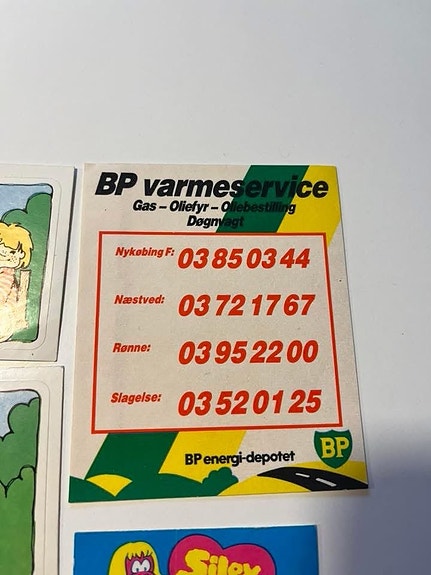 BP varmeservice
Gas – Oliefyr – Oliebestilling
Døgnvagt
Nykøbing F: 03 85 03 44
Næstved: 03 72 17 67
Rønne: 03 95 22 00
Slagelse: 03 52 01 25
BP energi-depotet
BP